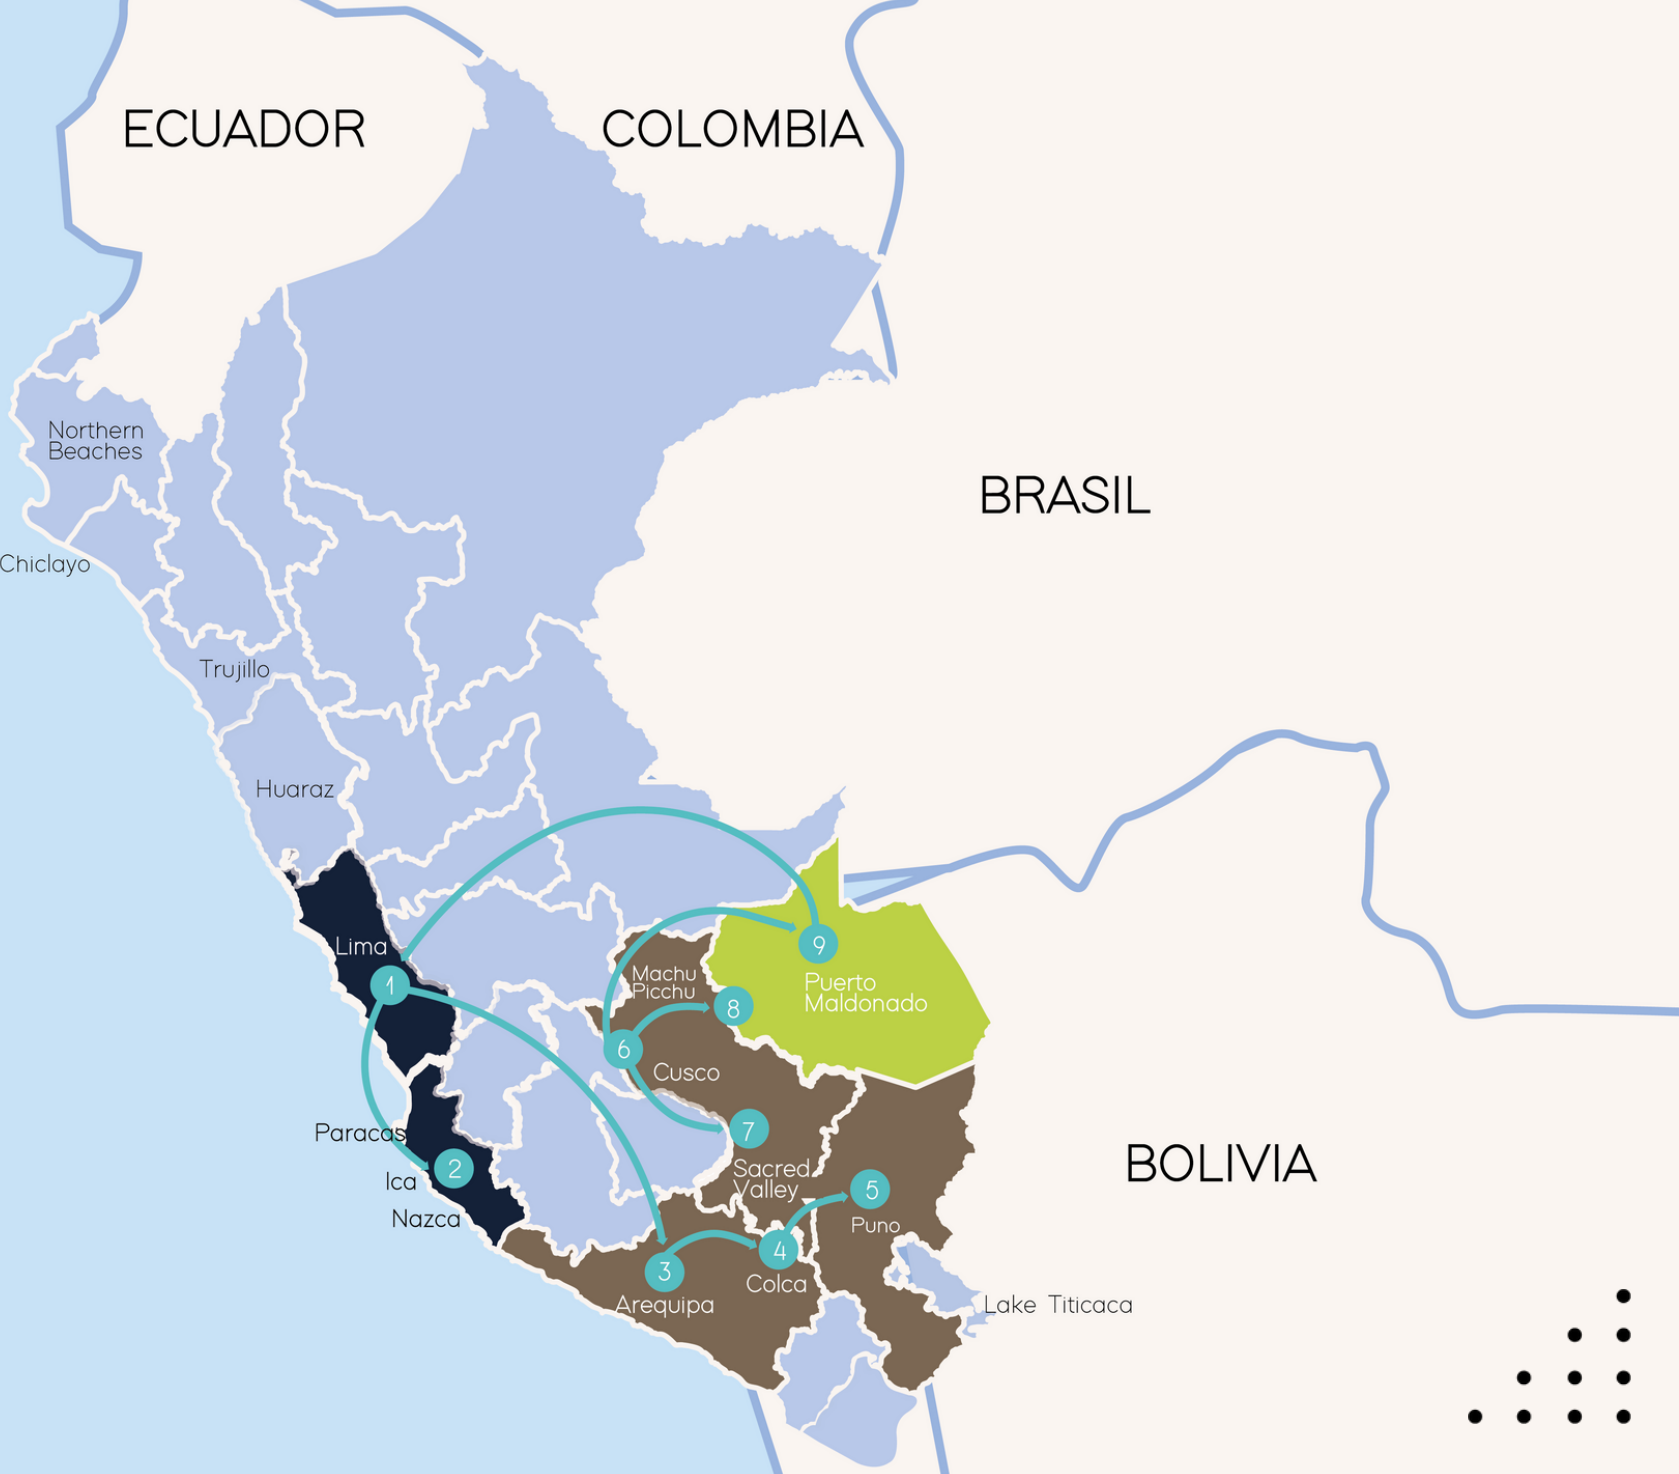 ECUADOR
COLOMBIA
Northern
Beaches
BRASIL
Chiclayo
Trujillo
Huaraz
Lima
1
9
Machu
Picchu
Puerto
Maldonado
8
6
Cusco
7
Paracas
2
Sacred
Valley
BOLIVIA
Ica
5
Nazca
Puno
4
3
Colca
Arequipa
Lake Titicaca